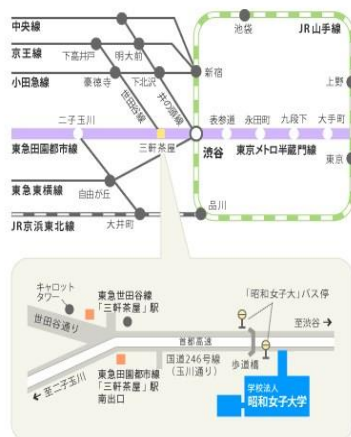 中央線
池袋
JR山手線
京王線
下高井戸
明大前
小田急線
豪徳寺
下北沢
新宿
上野
世田谷線
井の頭線
二子玉川
表参道
永田町
九段下
大手町
三軒茶屋
渋谷
東急田園都市線
東京メトロ半蔵門線
東京
東急東横線
自由が丘
品川
JR京浜東北線
大井町
キャロット
タワー
東急世田谷線
「三軒茶屋」駅
「昭和女子大」バス停
世田谷通り
至渋谷→
首都高速
国道246号線
(玉川通り)
歩道橋
東急田園都市線
「三軒茶屋」駅
南出口
←至二子玉川
学校法人
昭和女子大学